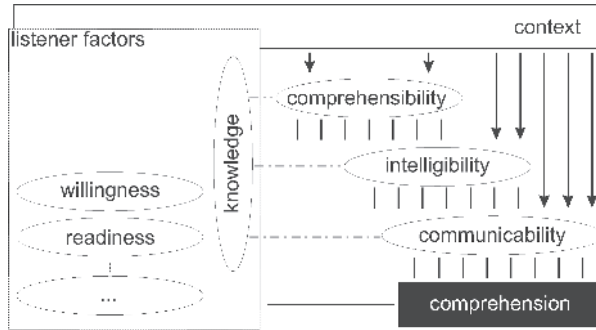 context
listener factors
comprehensibility
knowledge
intelligibility
willingness
readiness
communicability
...
comprehension